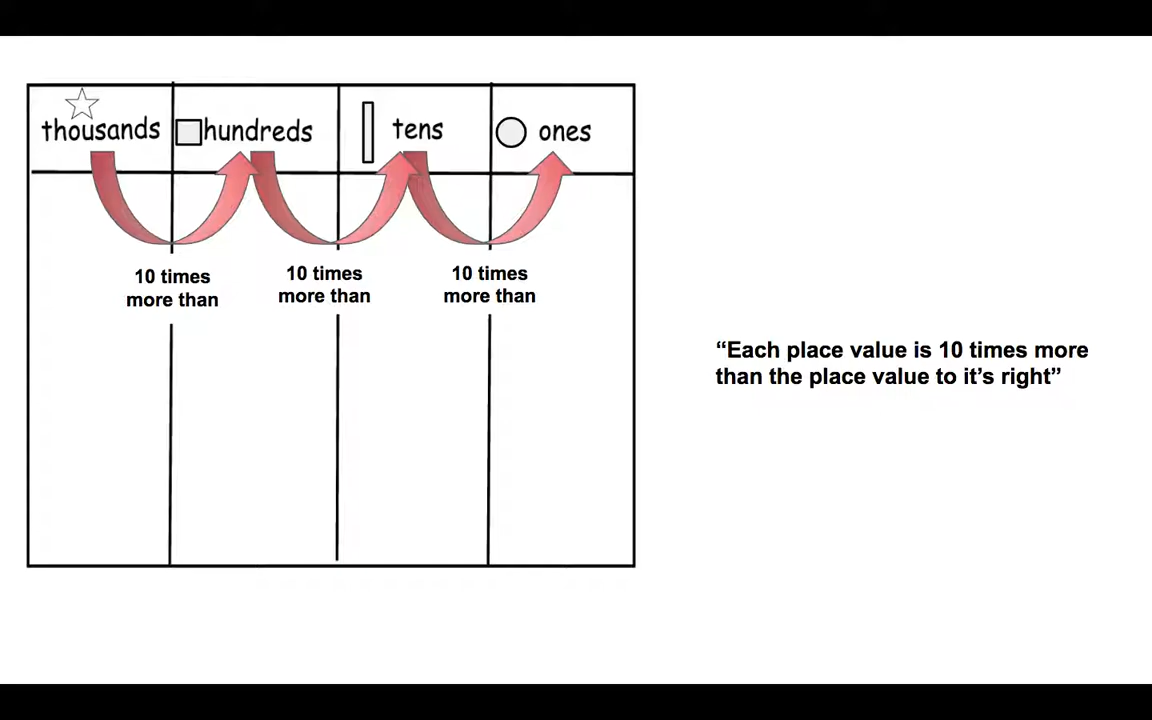 thousands
hundreds
tens
ones
10 times
more than
10 times
more than
10 times
more than
“Each place value is 10 times more
than the place value to it’s right”